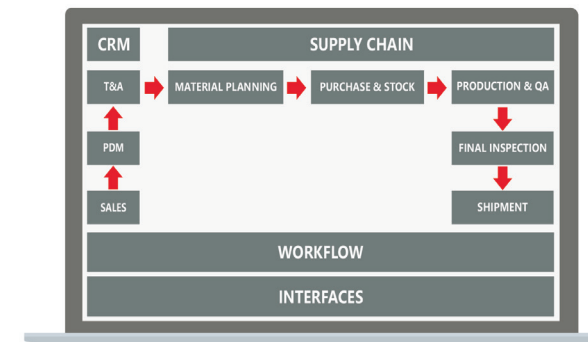 CRM
SUPPLY CHAIN
T&A
MATERIAL PLANNING
PURCHASE & STOCK
PRODUCTION & QA
PDM
FINAL INSPECTION
SALES
SHIPMENT
WORKFLOW
INTERFACES